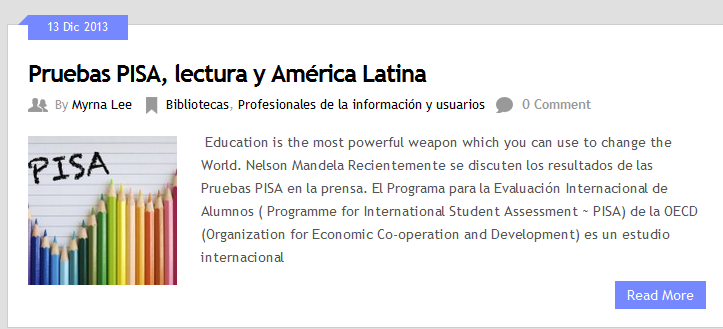 13 Dic 2013
Pruebas PISA, lectura y América Latina
By Myrna Lee Bibliotecas, Profesionales de la información y usuarios 0 Comment
PISA
Education is the most powerful weapon which you can use to change the
World. Nelson Mandela Recientemente se discuten los resultados de las
Pruebas PISA en la prensa. El Programa para la Evaluación Internacional de
Alumnos ( Programme for International Student Assessment ~ PISA) de la OECD
(Organization for Economic Co-operation and Development) es un estudio
internacional
Read More